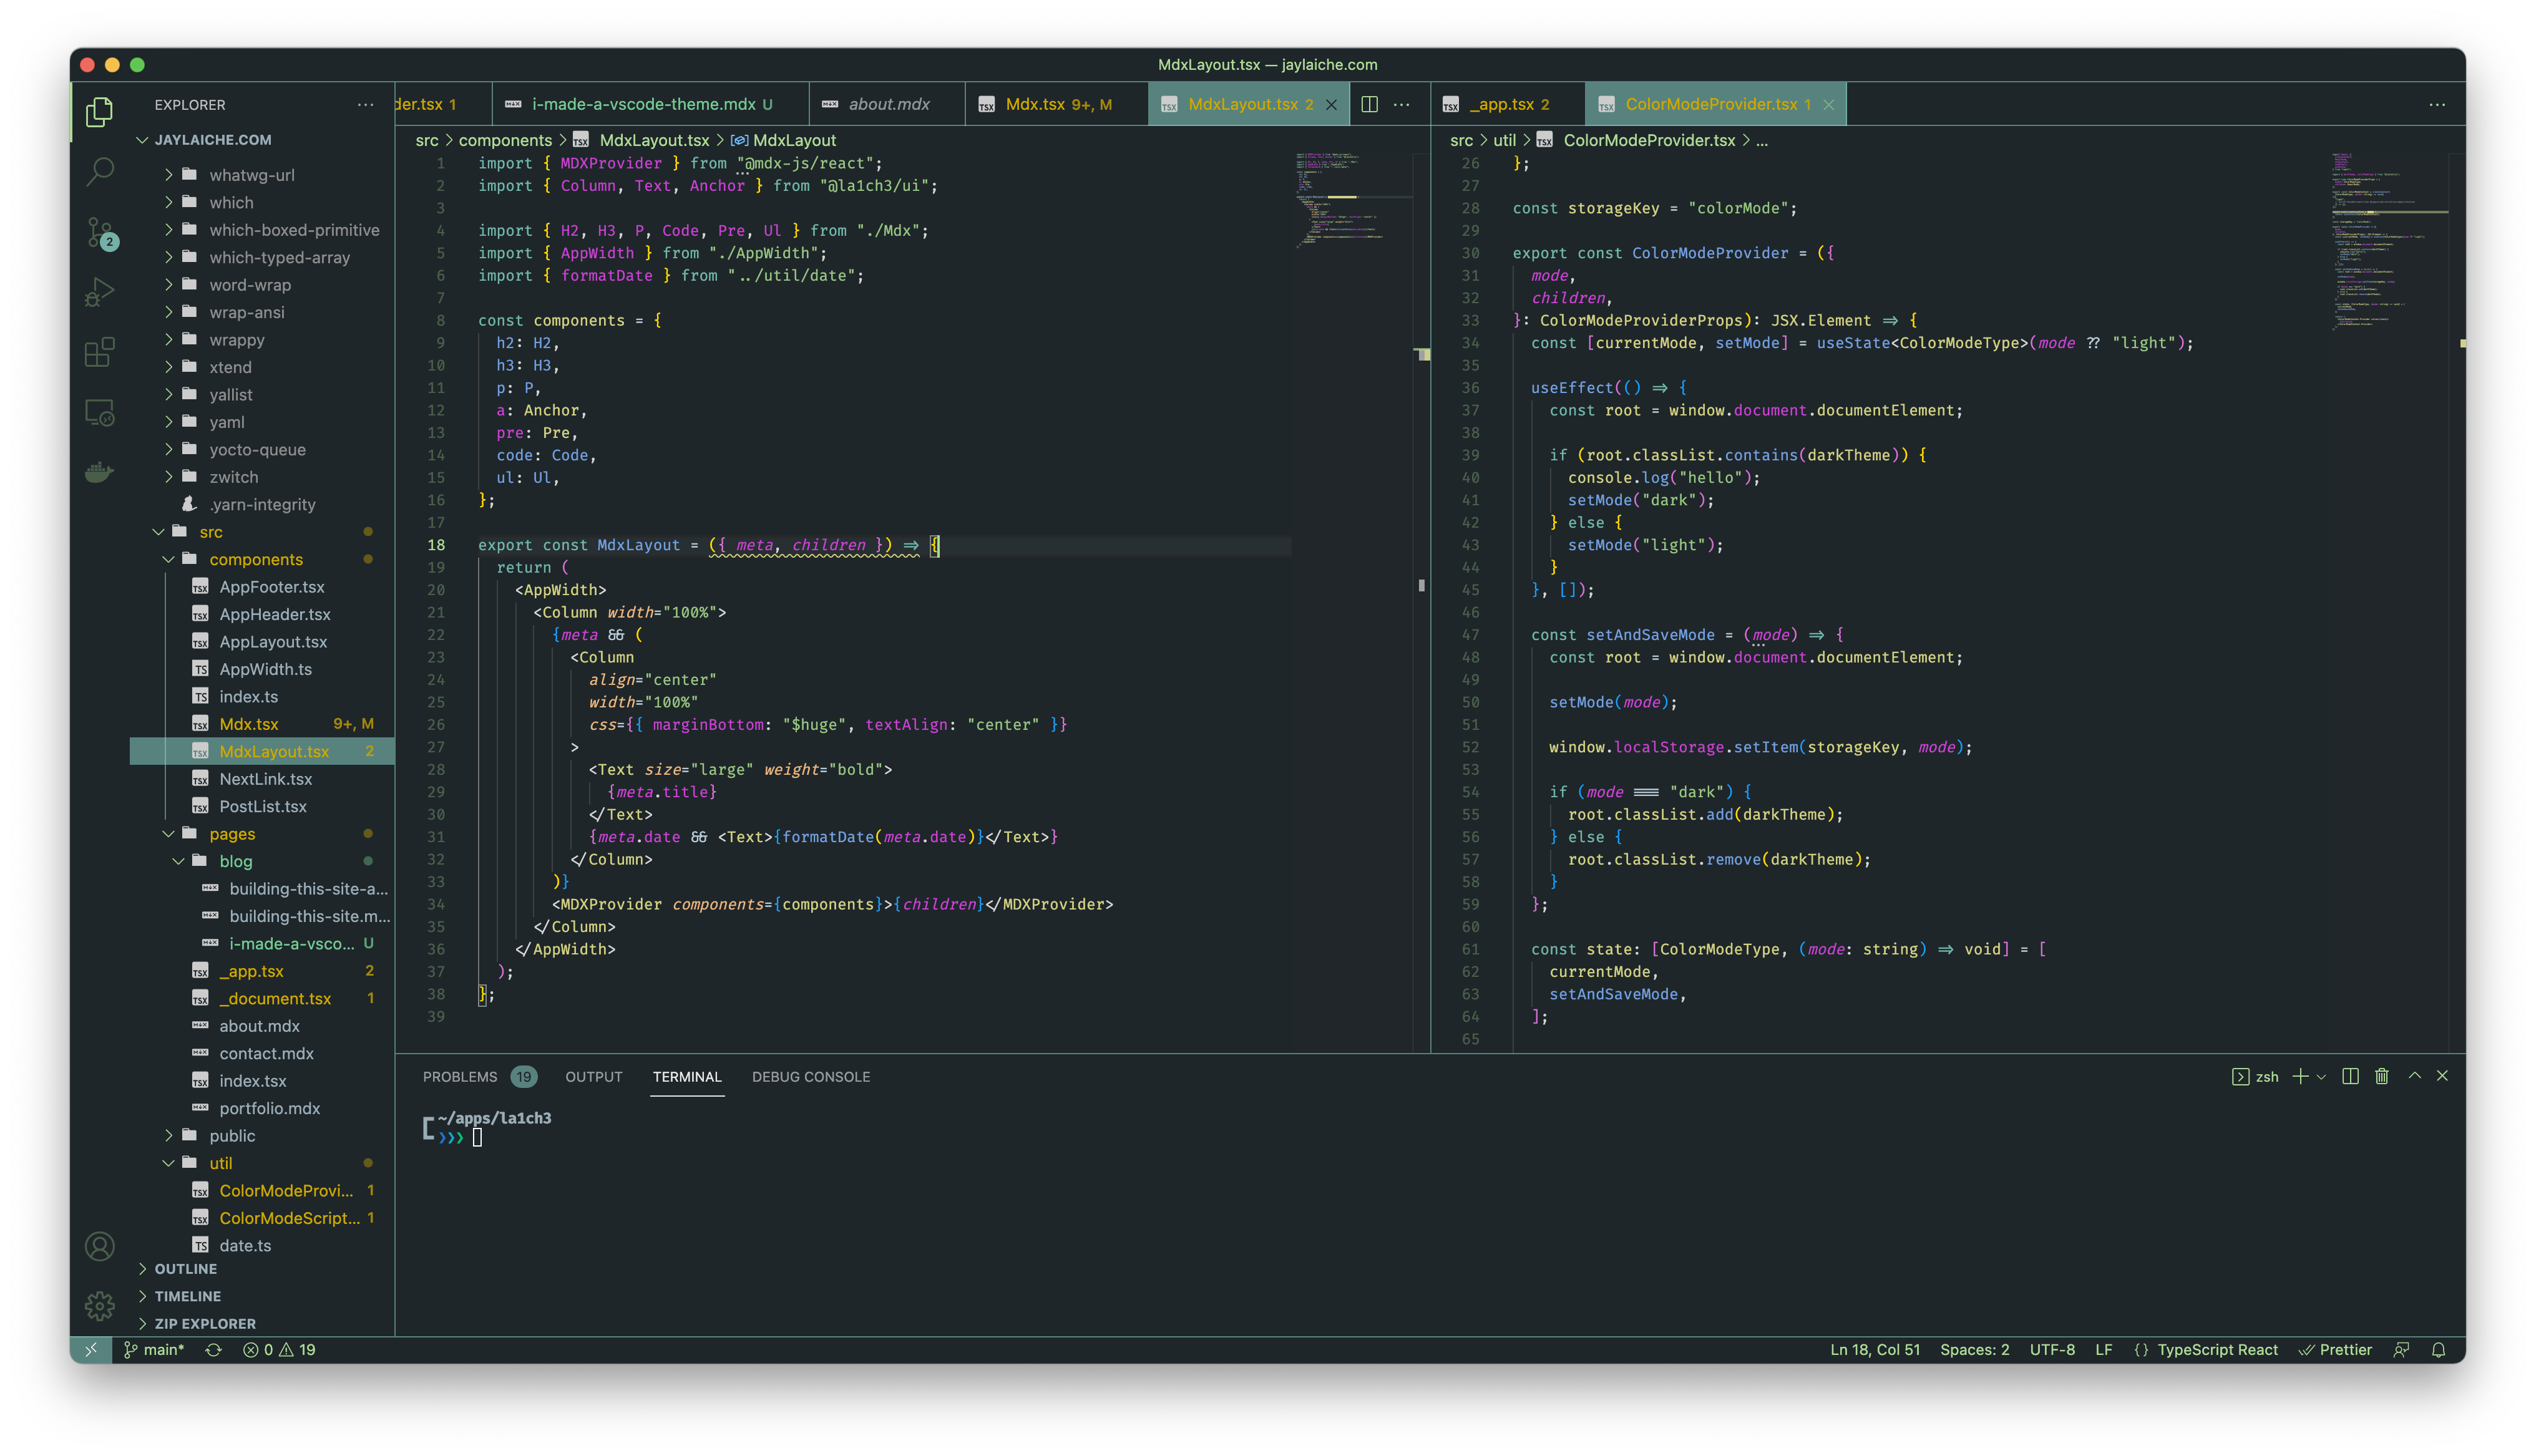 MdxLayout.tsx — jaylaiche.com
EXPLORER
JAYLAICHE.COM
whatwg-url
which
which-boxed-primitive
which-typed-array
word-wrap
wrap-ansi
wrappy
xtend
yallist
yaml
yocto-queue
zwitch
.yarn-integrity
src
components
AppFooter.tsx
AppHeader.tsx
AppLayout.tsx
AppWidth.ts
index.ts
Mdx.tsx 9+, M
MdxLayout.tsx 2
NextLink.tsx
PostList.tsx
pages
blog
building-this-site-a...
building-this-site.m...
i-made-a-vsco... U
_app.tsx 2
_document.tsx 1
about.mdx
contact.mdx
index.tsx
portfolio.mdx
public
util
ColorModeProvi... 1
ColorModeScript... 1
date.ts
OUTLINE
TIMELINE
ZIP EXPLORER
2
der.tsx 1 i-made-a-vscode-theme.mdx U about.mdx Mdx.tsx 9+, M MdxLayout.tsx 2
src > components > MdxLayout.tsx > MdxLayout
1 import { MDXProvider } from "@mdx-js/react";
2 import { Column, Text, Anchor } from "@la1ch3/ui";
3
4 import { H2, H3, P, Code, Pre, Ul } from "./Mdx";
5 import { AppWidth } from "./AppWidth";
6 import { formatDate } from "../util/date";
7
8 const components = {
9 h2: H2,
10 h3: H3,
11 p: P,
12 a: Anchor,
13 pre: Pre,
14 code: Code,
15 ul: Ul,
16 };
17
18 export const MdxLayout = ({ meta, children }) => {
19 return (
20 <AppWidth>
21 <Column width="100%">
22 {meta && (
23 <Column
24 align="center"
25 width="100%"
26 css={{ marginBottom: "$huge", textAlign: "center" }}
27 >
28 <Text size="large" weight="bold">
29 {meta.title}
30 </Text>
31 {meta.date && <Text>{formatDate(meta.date)}</Text>}
32 </Column>
33 )}
34 <MDXProvider components={components}>{children}</MDXProvider>
35 </Column>
36 </AppWidth>
37 );
38 };
39
_app.tsx 2 ColorModeProvider.tsx 1
src > util > ColorModeProvider.tsx > ...
26 };
27
28 const storageKey = "colorMode";
29
30 export const ColorModeProvider = ({
31 mode,
32 children,
33 }: ColorModeProviderProps): JSX.Element => {
34 const [currentMode, setMode] = useState<ColorModeType>(mode ?? "light");
35
36 useEffect(() => {
37 const root = window.document.documentElement;
38
39 if (root.classList.contains(darkTheme)) {
40 console.log("hello");
41 setMode("dark");
42 } else {
43 setMode("light");
44 }
45 }, []);
46
47 const setAndSaveMode = (mode) => {
48 const root = window.document.documentElement;
49
50 setMode(mode);
51
52 window.localStorage.setItem(storageKey, mode);
53
54 if (mode === "dark") {
55 root.classList.add(darkTheme);
56 } else {
57 root.classList.remove(darkTheme);
58 }
59 };
60
61 const state: [ColorModeType, (mode: string) => void] = [
62 currentMode,
63 setAndSaveMode,
64 ];
65
PROBLEMS 19 OUTPUT TERMINAL DEBUG CONSOLE
zsh
~/apps/la1ch3
❯❯❯
main* 0 19
Ln 18, Col 51 Spaces: 2 UTF-8 LF {} TypeScript React Prettier